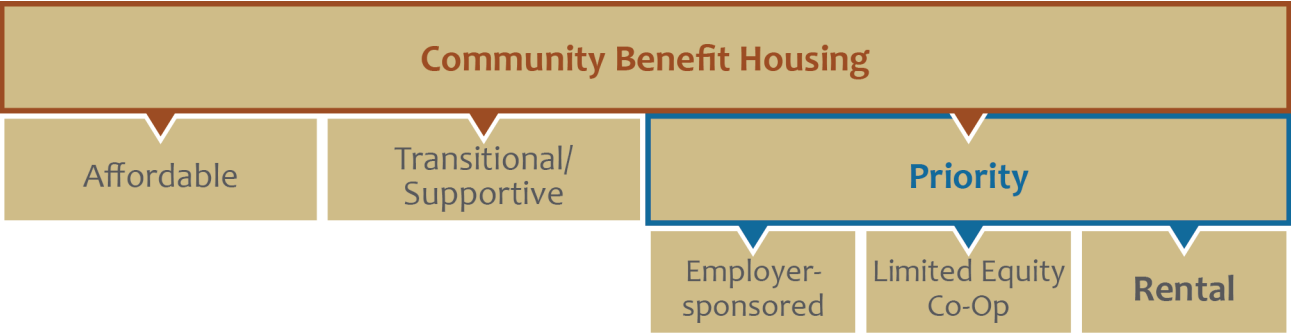 Community Benefit Housing
Affordable
Transitional/
Supportive
Priority
Employer-
sponsored
Limited Equity
Co-Op
Rental